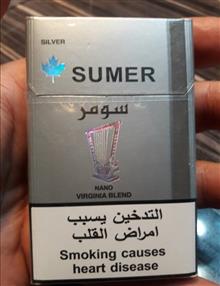 SILVER
SUMER
سومر
NANO
VIRGINIA BLEND
التدخين يسبب
امراض القلب
Smoking causes
heart disease